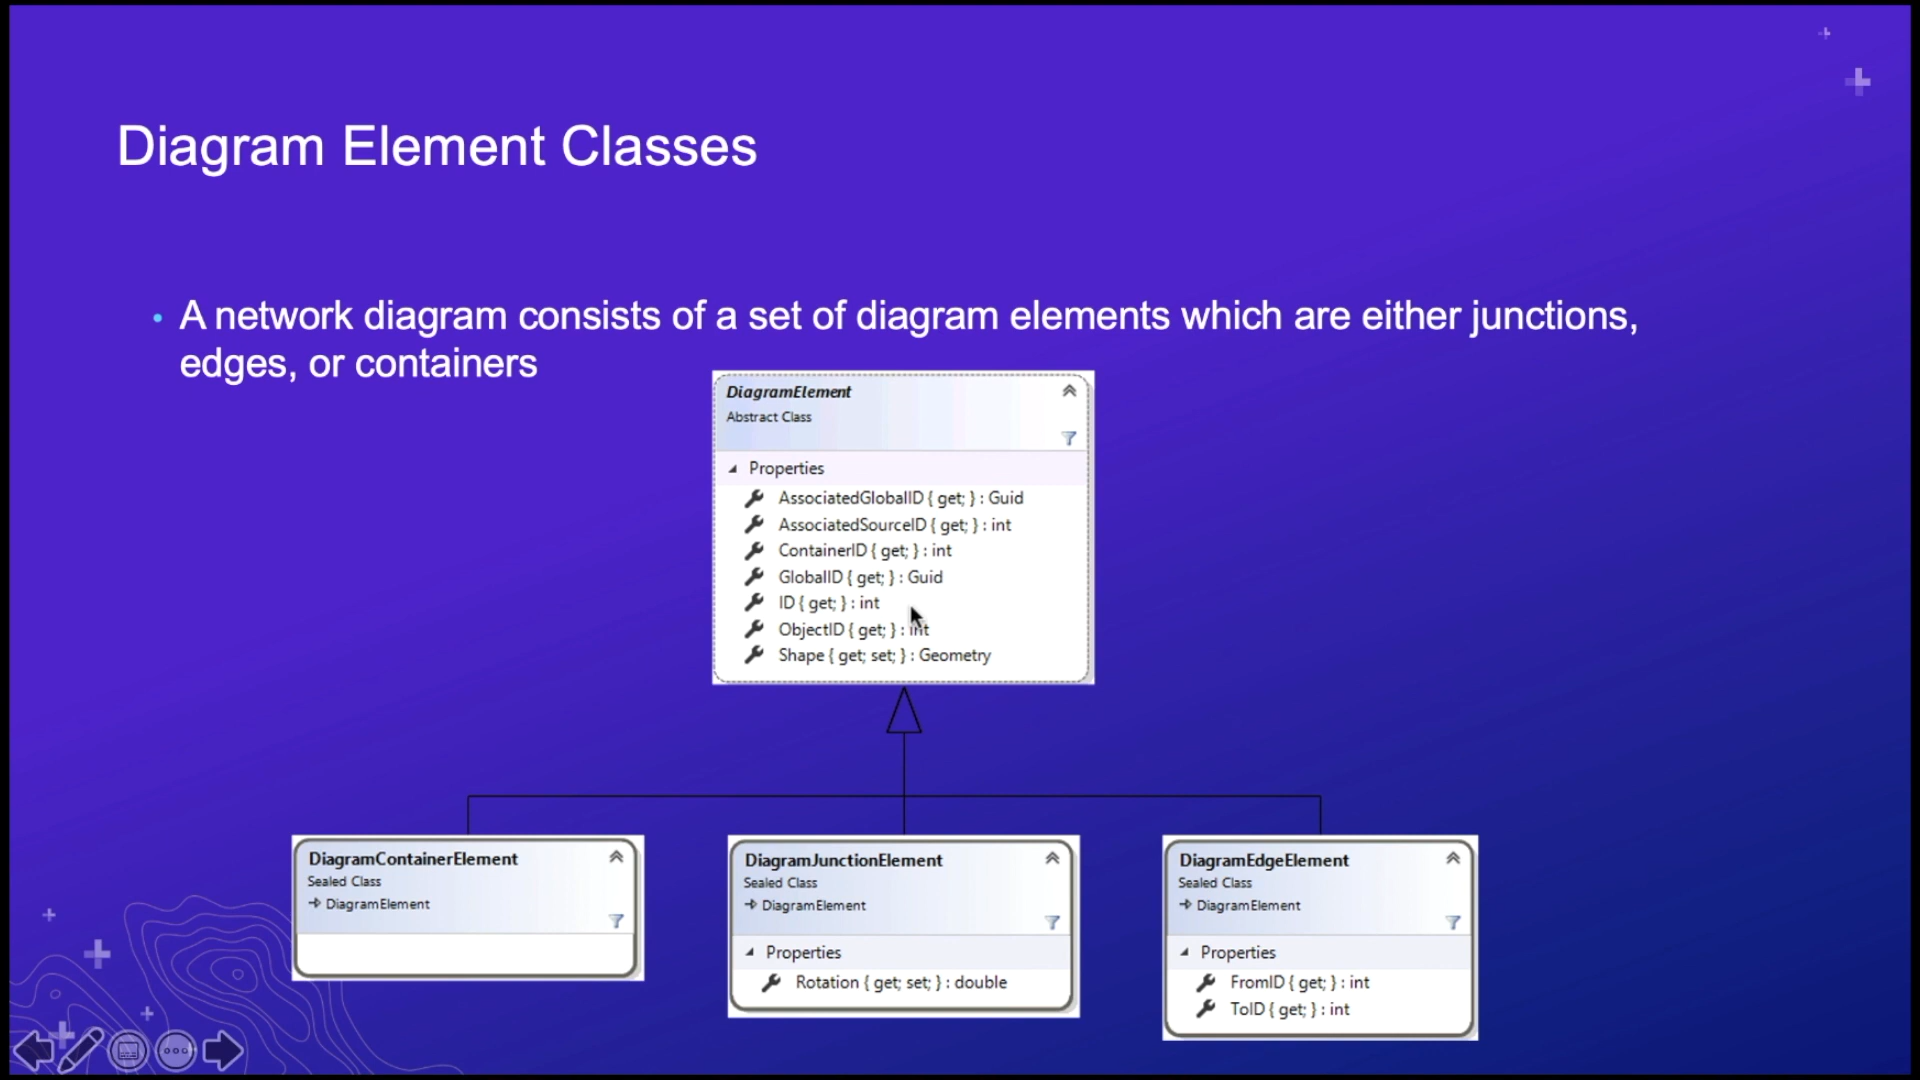 Diagram Element Classes
• A network diagram consists of a set of diagram elements which are either junctions,
edges, or containers
DiagramElement
Abstract Class
Properties
AssociatedGlobalID { get; } : Guid
AssociatedSourceID { get; } : int
ContainerID { get; } : int
GlobalID { get; } : Guid
ID { get; } : int
ObjectID { get; } : int
Shape { get; set; } : Geometry
DiagramContainerElement
Sealed Class
→ DiagramElement
DiagramJunctionElement
Sealed Class
→ DiagramElement
Properties
Rotation { get; set; } : double
DiagramEdgeElement
Sealed Class
→ DiagramElement
Properties
FromID { get; } : int
ToID { get; } : int